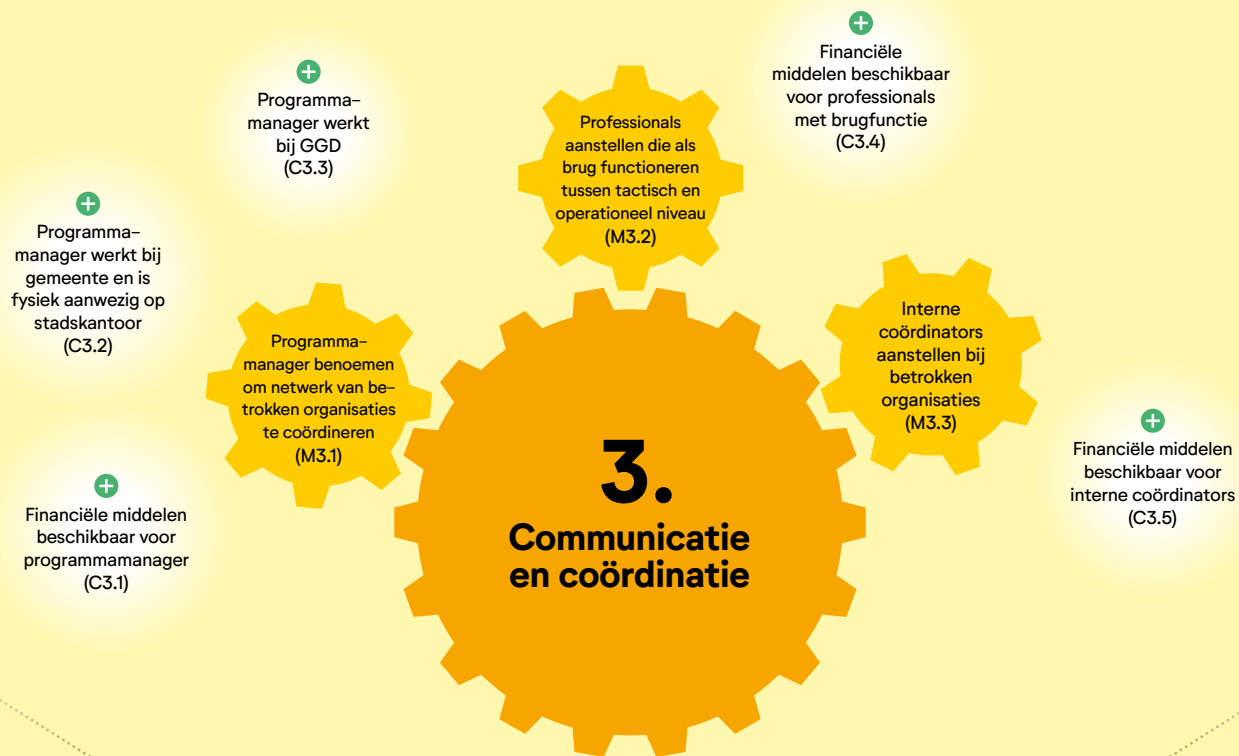 Financiële
middelen beschikbaar
voor professionals
met brugfunctie
(C3.4)
Programma-
manager werkt
bij GGD
(C3.3)
Professionals
aanstellen die als
brug functioneren
tussen tactisch en
operationeel niveau
(M3.2)
Programma-
manager werkt bij
gemeente en is
fysiek aanwezig op
stadskantoor
(C3.2)
Programma-
manager benoemen
om netwerk van be-
trokken organisaties
te coördineren
(M3.1)
Interne
coördinators
aanstellen bij
betrokken
organisaties
(M3.3)
Financiële middelen
beschikbaar voor
interne coördinators
(C3.5)
Financiële middelen
beschikbaar voor
programmamanager
(C3.1)
3.
Communicatie
en coördinatie